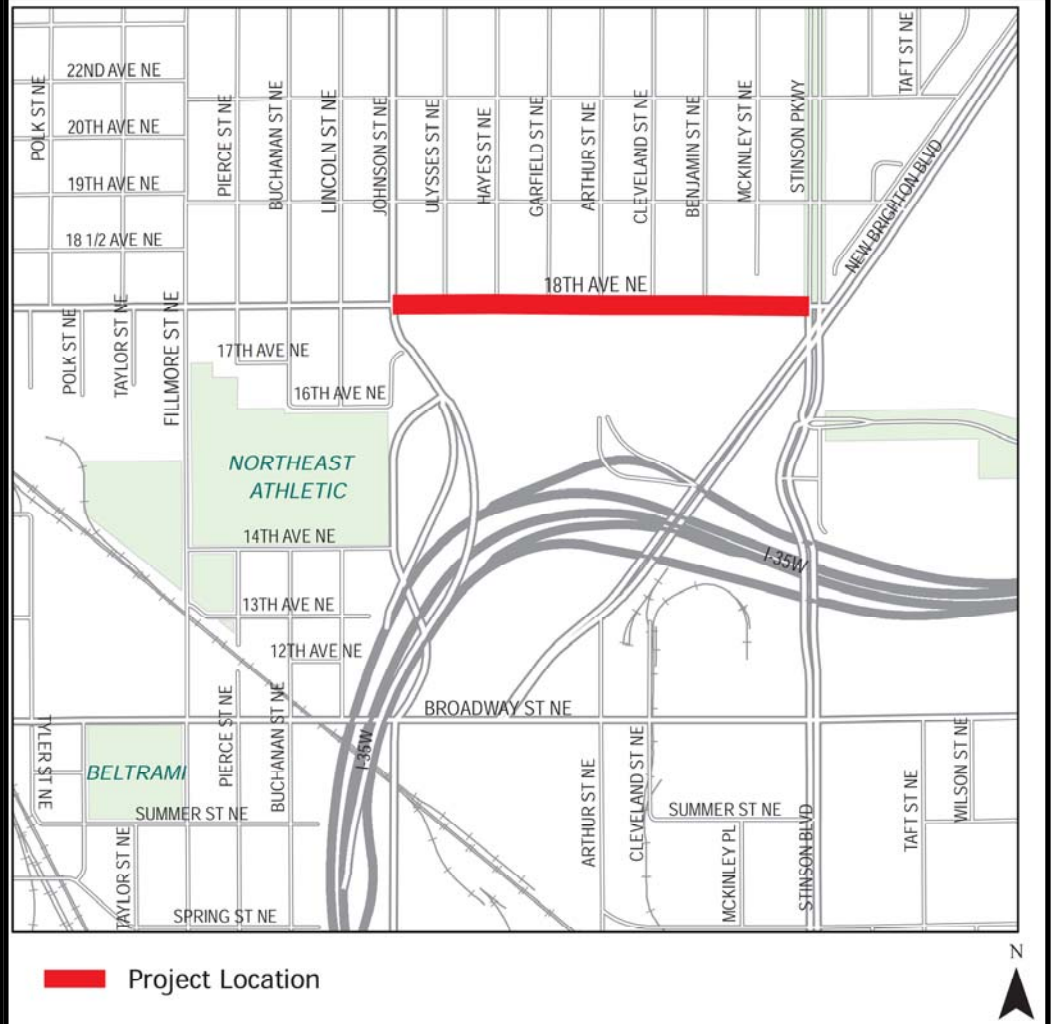 TAFT ST NE
22ND AVE NE
POLK ST NE
20TH AVE NE
19TH AVE NE
18 1/2 AVE NE
PIERCE ST NE
BUCHANAN ST NE
LINCOLN ST NE
JOHNSON ST NE
ULYSSES ST NE
HAYES ST NE
GARFIELD ST NE
ARTHUR ST NE
CLEVELAND ST NE
BENJAMIN ST NE
MCKINLEY ST NE
STINSON PKWY
NEW BRIGHTON BLVD
18TH AVE NE
POLK ST NE
TAYLOR ST NE
FILLMORE ST NE
17TH AVE NE
16TH AVE NE
NORTHEAST
ATHLETIC
14TH AVE NE
I-35W
13TH AVE NE
12TH AVE NE
BROADWAY ST NE
TYLER ST NE
BELTRAMI
PIERCE ST NE
BUCHANAN ST NE
I-35W
SUMMER ST NE
TAYLOR ST NE
SPRING ST NE
ARTHUR ST NE
CLEVELAND ST NE
SUMMER ST NE
MCKINLEY PL
STINSON BLVD
TAFT ST NE
WILSON ST NE
Project Location
N